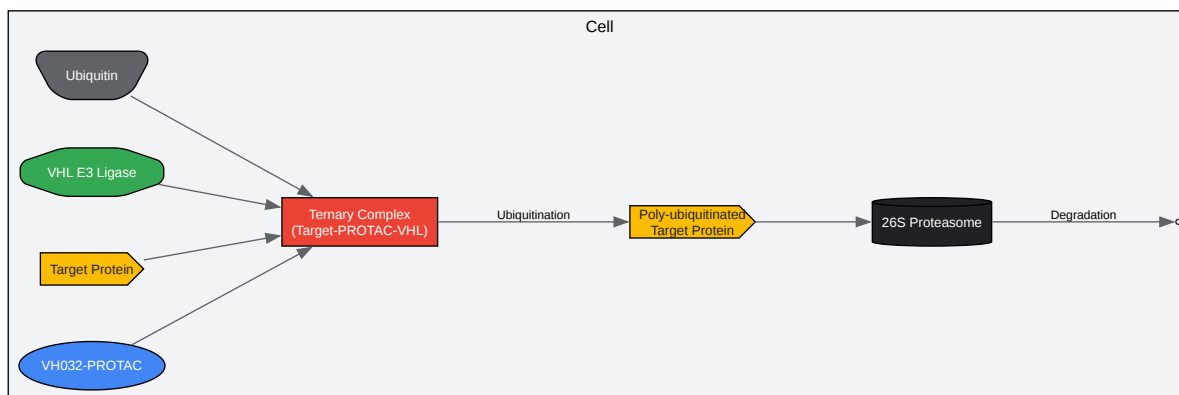 Cell
Ubiquitin
VHL E3 Ligase
Target Protein
VH032-PROTAC
Ternary Complex
(Target-PROTAC-VHL)
Ubiquitination
Poly-ubiquitinated
Target Protein
26S Proteasome
Degradation